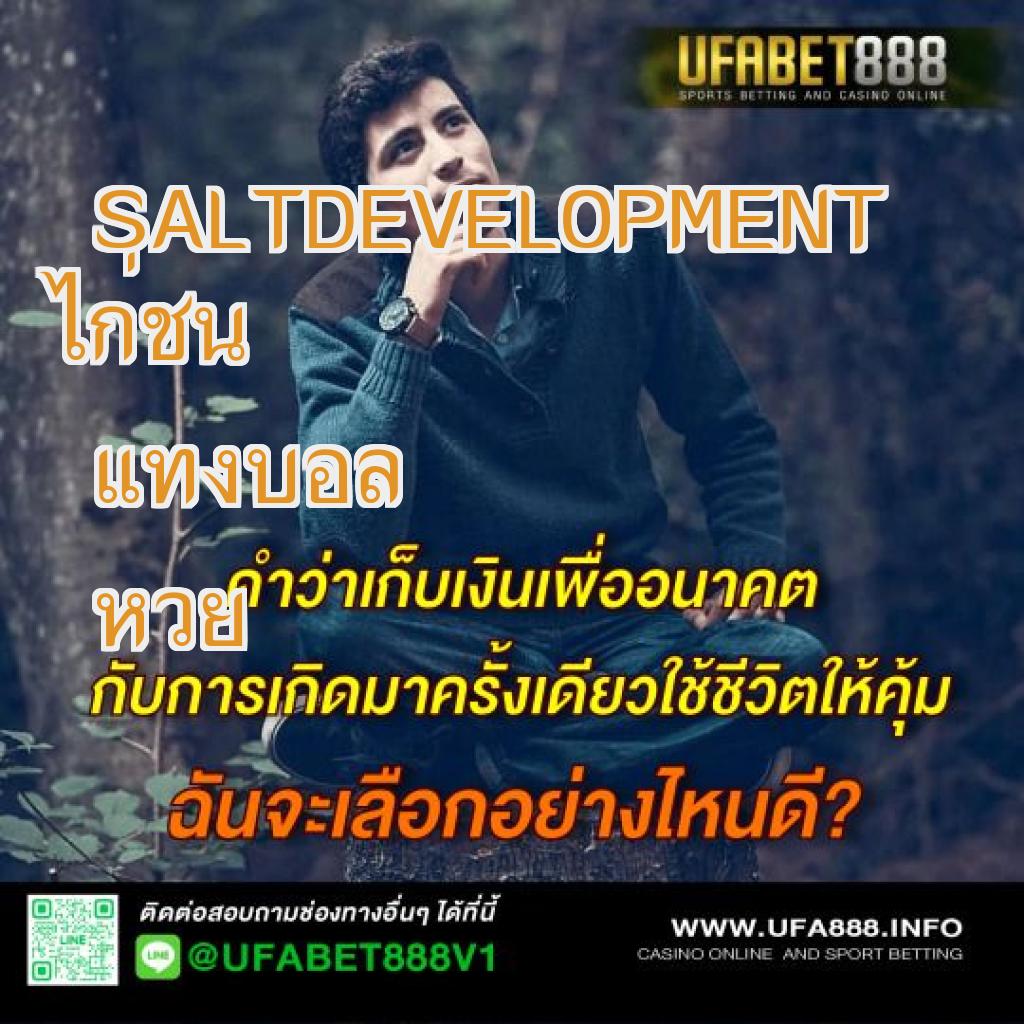 UFABET888
SPORTS BETTING AND CASINO ONLINE
SALTDEVELOPMENT
ไก่ชน
แทงบอล
หวย
คำว่าเก็บเงินเพื่ออนาคต
กับการเกิดมาครั้งเดียวใช้ชีวิตให้คุ้ม
ฉันจะเลือกอย่างไหนดี?
ติดต่อสอบถามช่องทางอื่นๆ ได้ที่นี้
LINE
LINE @UFABET888V1
WWW.UFA888.INFO
CASINO ONLINE AND SPORT BETTING